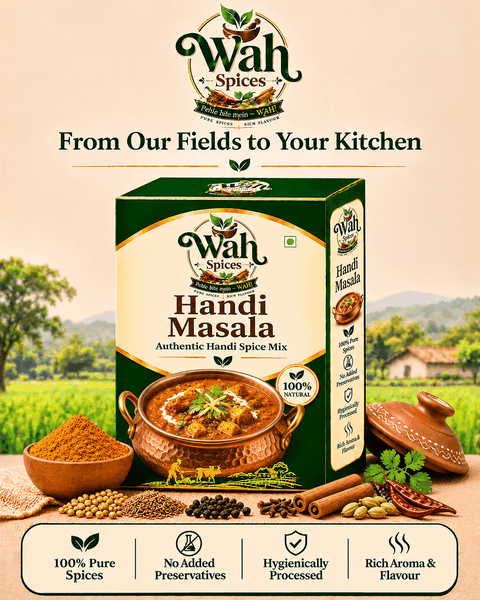 Wah
Spices
Pehle bite mein – WAH!
PURE SPICES RICH FLAVOUR
From Our Fields to Your Kitchen
Wah
Spices
Pehle bite mein – WAH!
PURE SPICES RICH FLAVOUR
Handi
Masala
Authentic Handi Spice Mix
100%
NATURAL
Wah
Spices
Handi
Masala
100% Pure
Spices
No Added
Preservatives
Hygienically
Processed
Rich Aroma &
Flavour
100% Pure
Spices
No Added
Preservatives
Hygienically
Processed
Rich Aroma &
Flavour